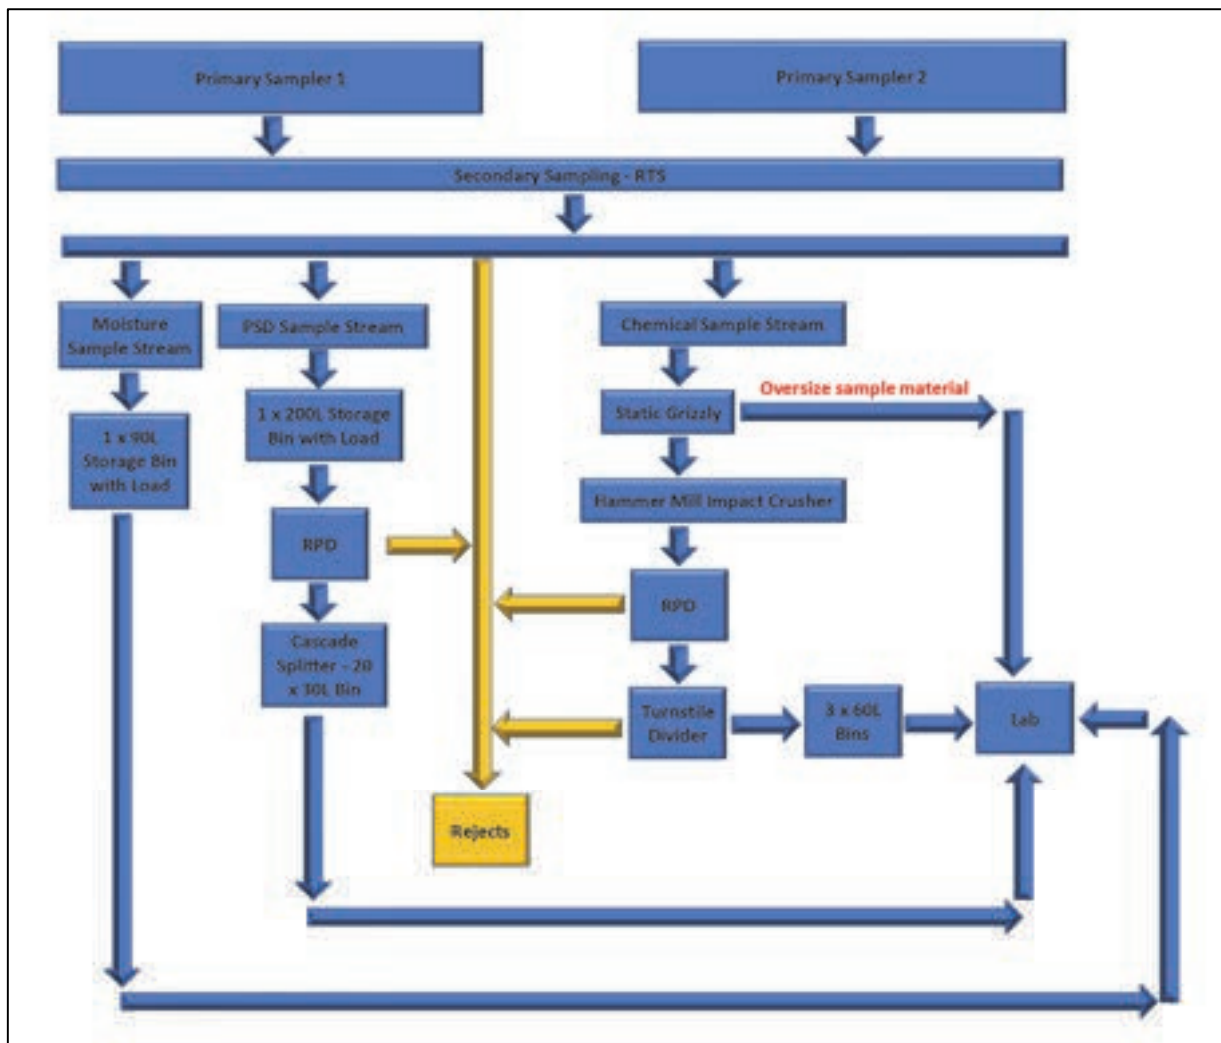 Primary Sampler 1
Primary Sampler 2
Secondary Sampling - RTS
Moisture
Sample Stream
PSD Sample Stream
Chemical Sample Stream
Oversize sample material
1 x 90L
Storage Bin
with Load
1 x 200L Storage
Bin with Load
Static Grizzly
Hammer Mill Impact Crusher
RPD
RPD
Cascade
Splitter - 20
x 30L Bin
Turnstile
Divider
3 x 60L
Bins
Lab
Rejects